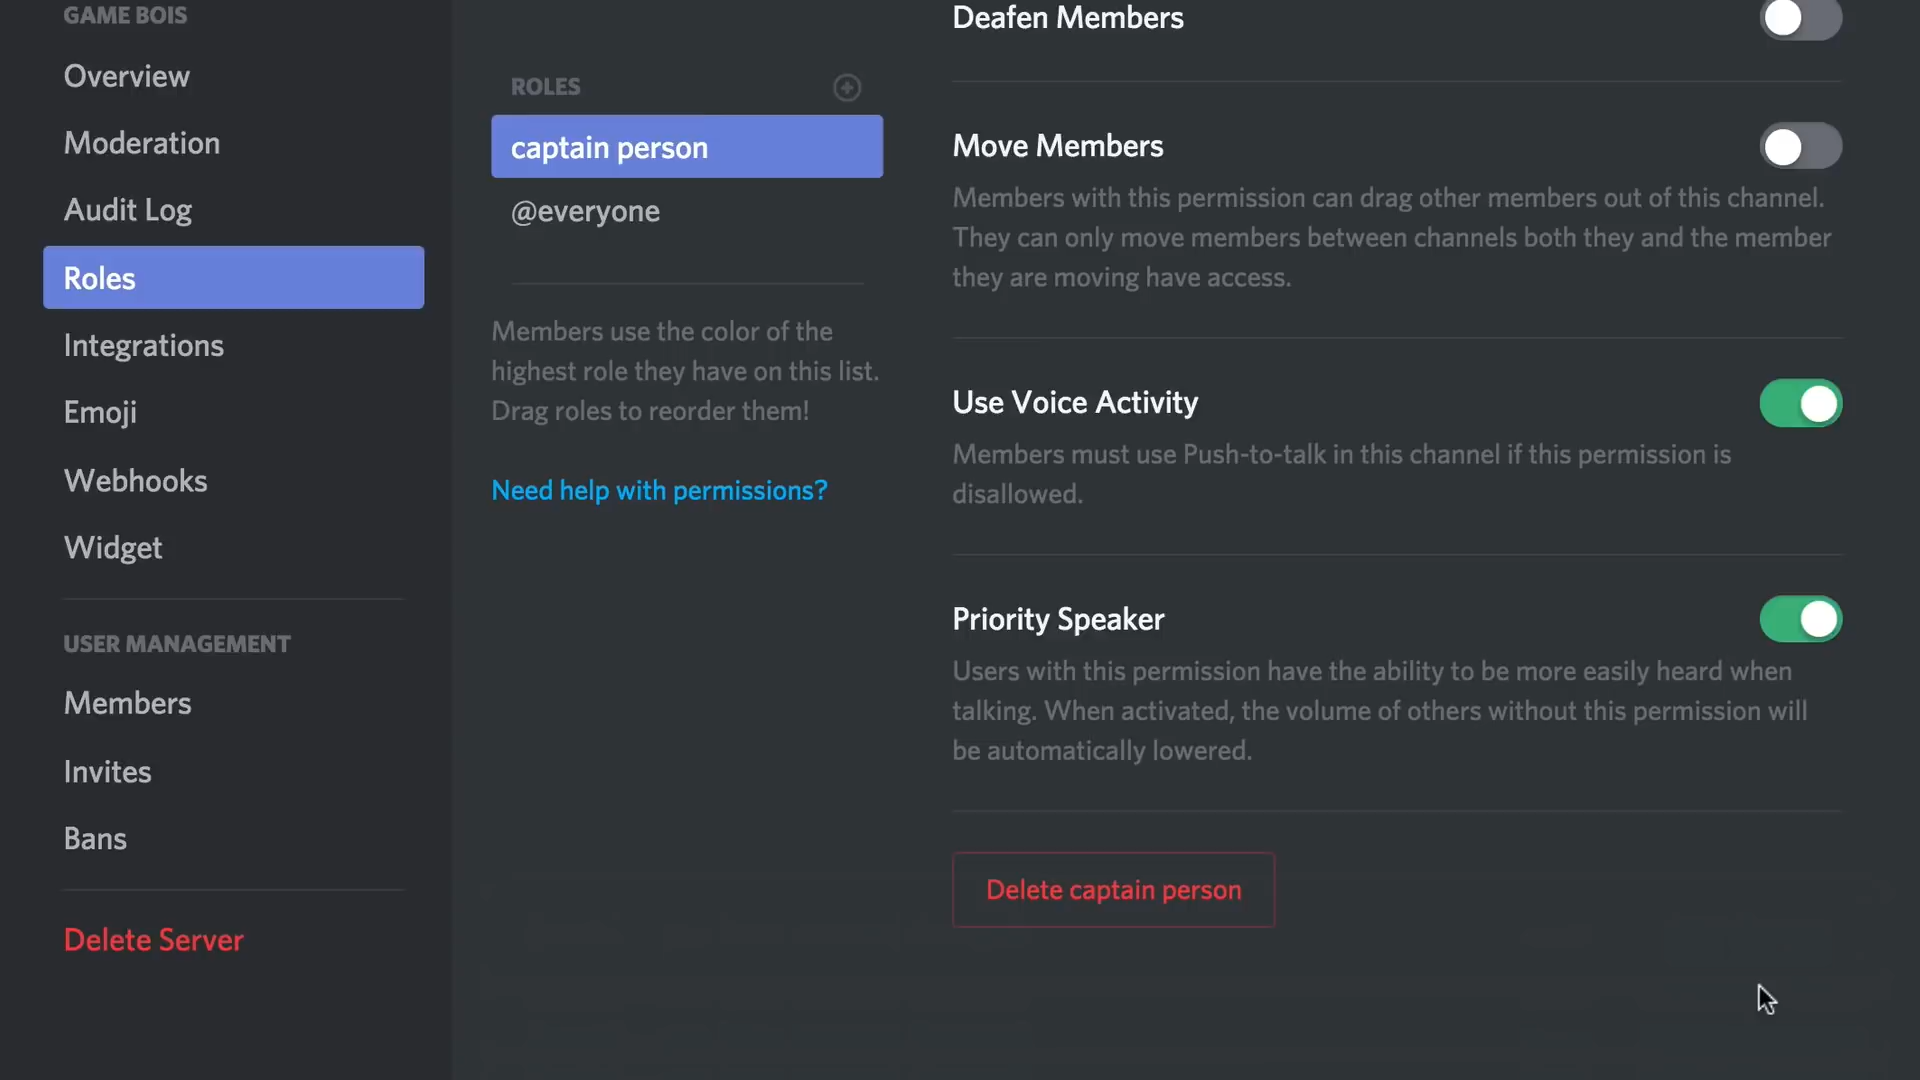 GAME BOIS
Overview
Moderation
Audit Log
Roles
Integrations
Emoji
Webhooks
Widget
USER MANAGEMENT
Members
Invites
Bans
Delete Server
ROLES
captain person
@everyone
Members use the color of the
highest role they have on this list.
Drag roles to reorder them!
Need help with permissions?
Deafen Members
Move Members
Members with this permission can drag other members out of this channel.
They can only move members between channels both they and the member
they are moving have access.
Use Voice Activity
Members must use Push-to-talk in this channel if this permission is
disallowed.
Priority Speaker
Users with this permission have the ability to be more easily heard when
talking. When activated, the volume of others without this permission will
be automatically lowered.
Delete captain person